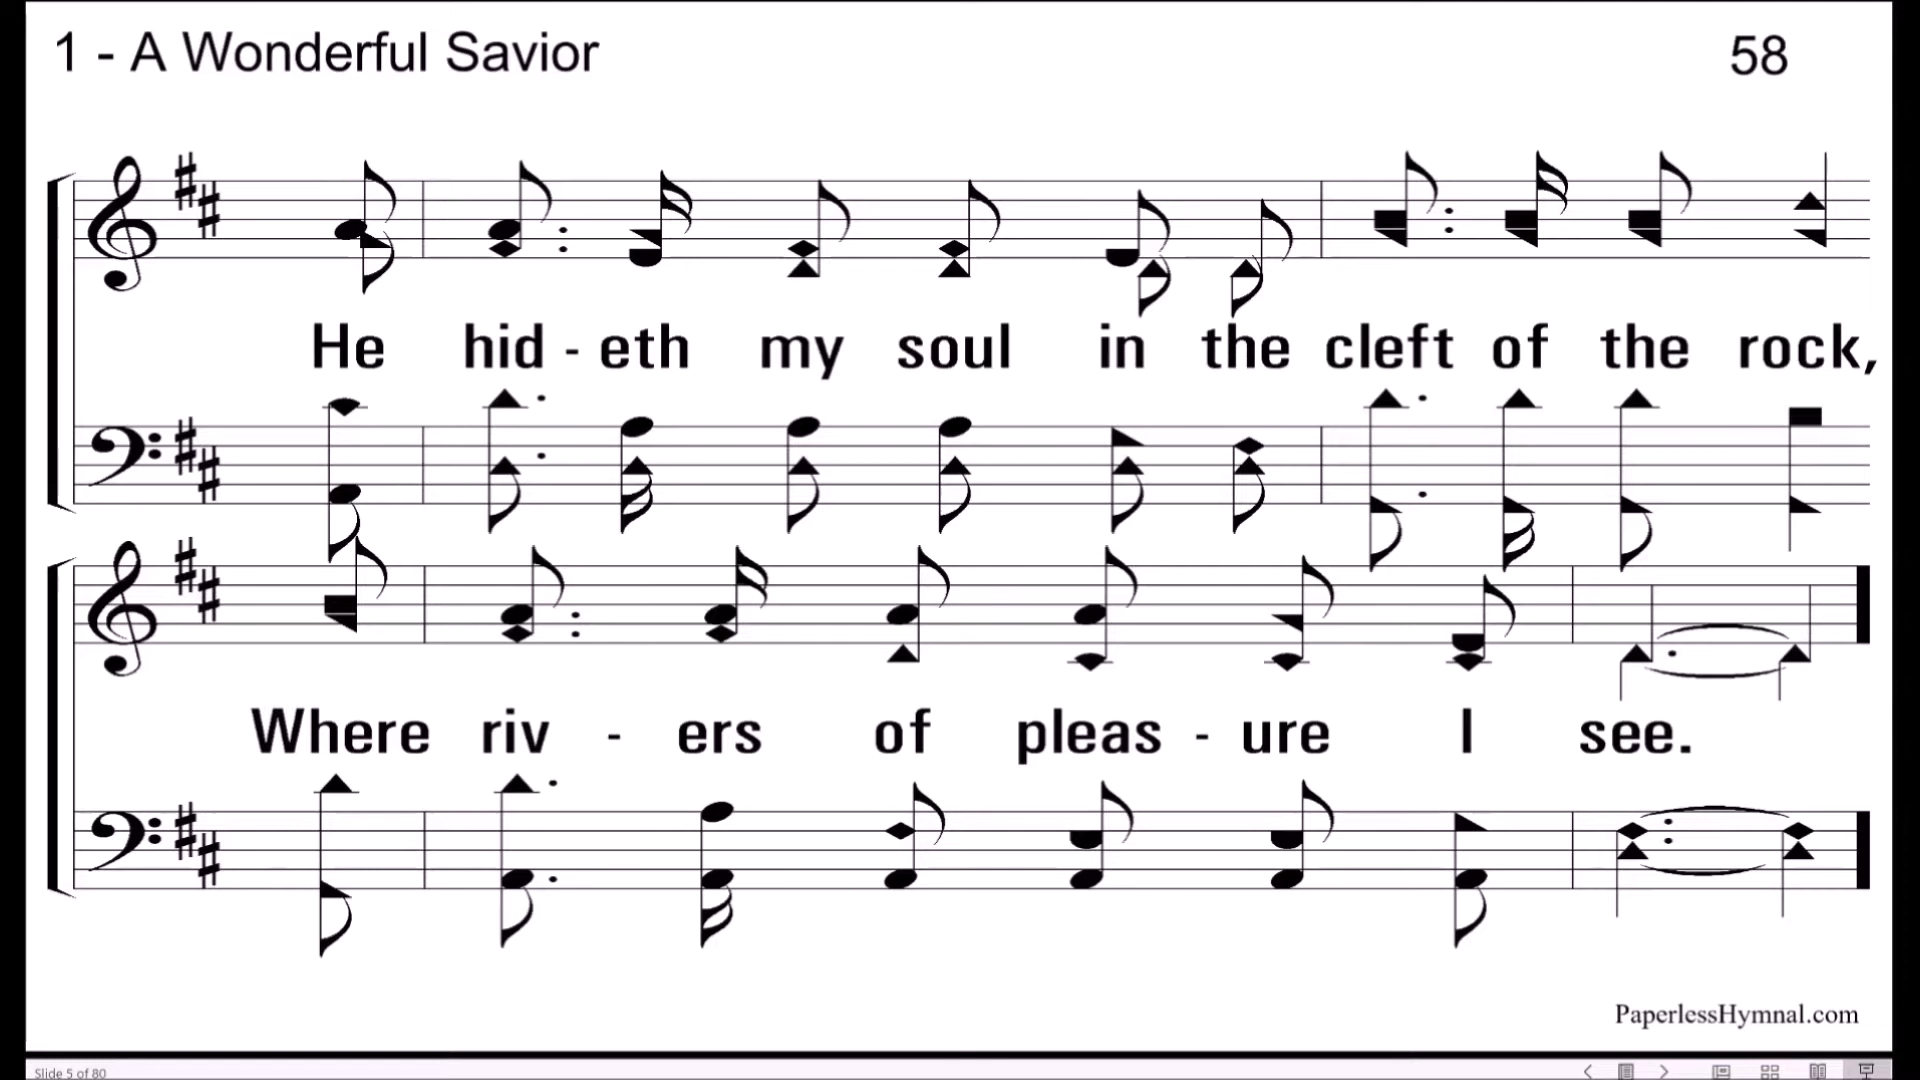 1 - A Wonderful Savior 58
He hid - eth my soul in the cleft of the rock,
Where riv - ers of pleas - ure I see.
PaperlessHymnal.com
Slide 5 of 80